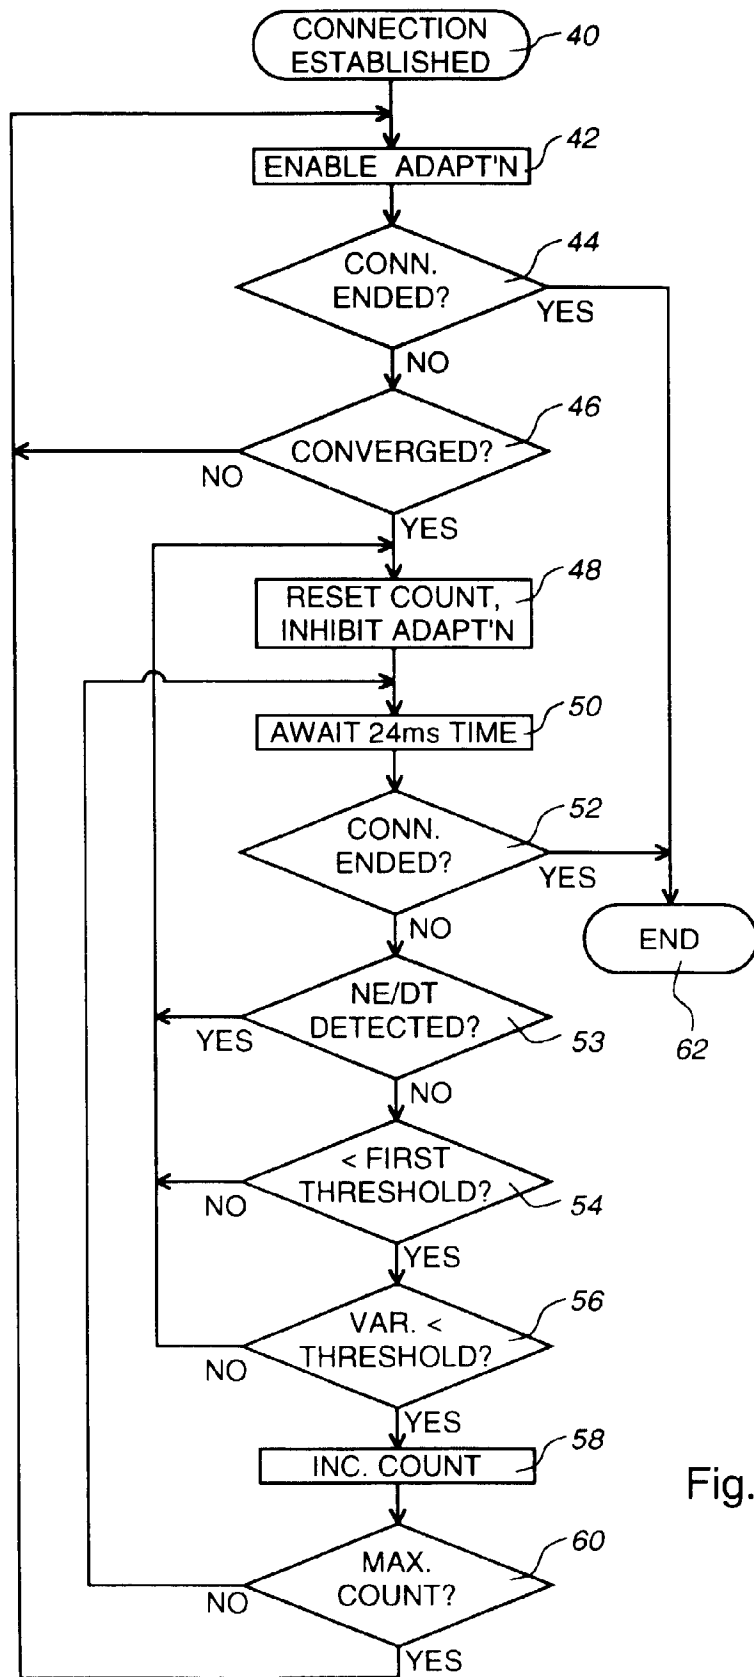 CONNECTION
ESTABLISHED
40
ENABLE ADAPT'N
42
CONN.
ENDED?
44
YES
NO
CONVERGED?
46
NO
YES
RESET COUNT,
INHIBIT ADAPT'N
48
AWAIT 24ms TIME
50
CONN.
ENDED?
52
YES
NO
END
62
NE/DT
DETECTED?
53
YES
NO
< FIRST
THRESHOLD?
54
NO
YES
VAR. <
THRESHOLD?
56
NO
YES
INC. COUNT
58
Fig.
MAX.
COUNT?
60
NO
YES